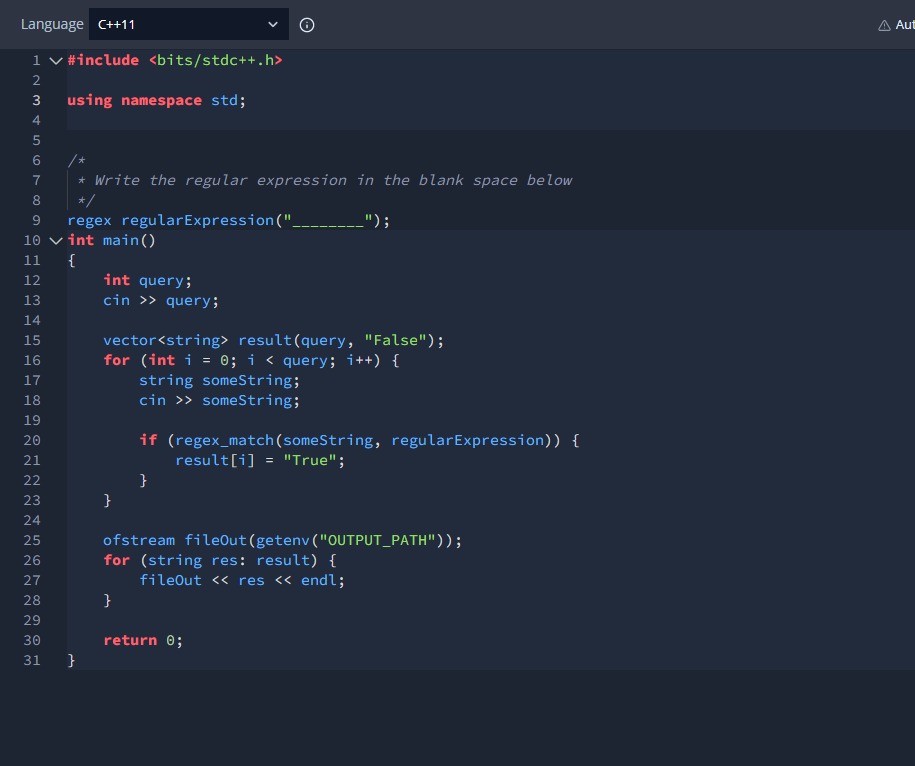 Language C++11 Aut
1 #include <bits/stdc++.h>
2
3 using namespace std;
4
5
6 /*
7  * Write the regular expression in the blank space below
8  */
9 regex regularExpression("________");
10 int main()
11 {
12     int query;
13     cin >> query;
14
15     vector<string> result(query, "False");
16     for (int i = 0; i < query; i++) {
17         string someString;
18         cin >> someString;
19
20         if (regex_match(someString, regularExpression)) {
21             result[i] = "True";
22         }
23     }
24
25     ofstream fileOut(getenv("OUTPUT_PATH"));
26     for (string res: result) {
27         fileOut << res << endl;
28     }
29
30     return 0;
31 }